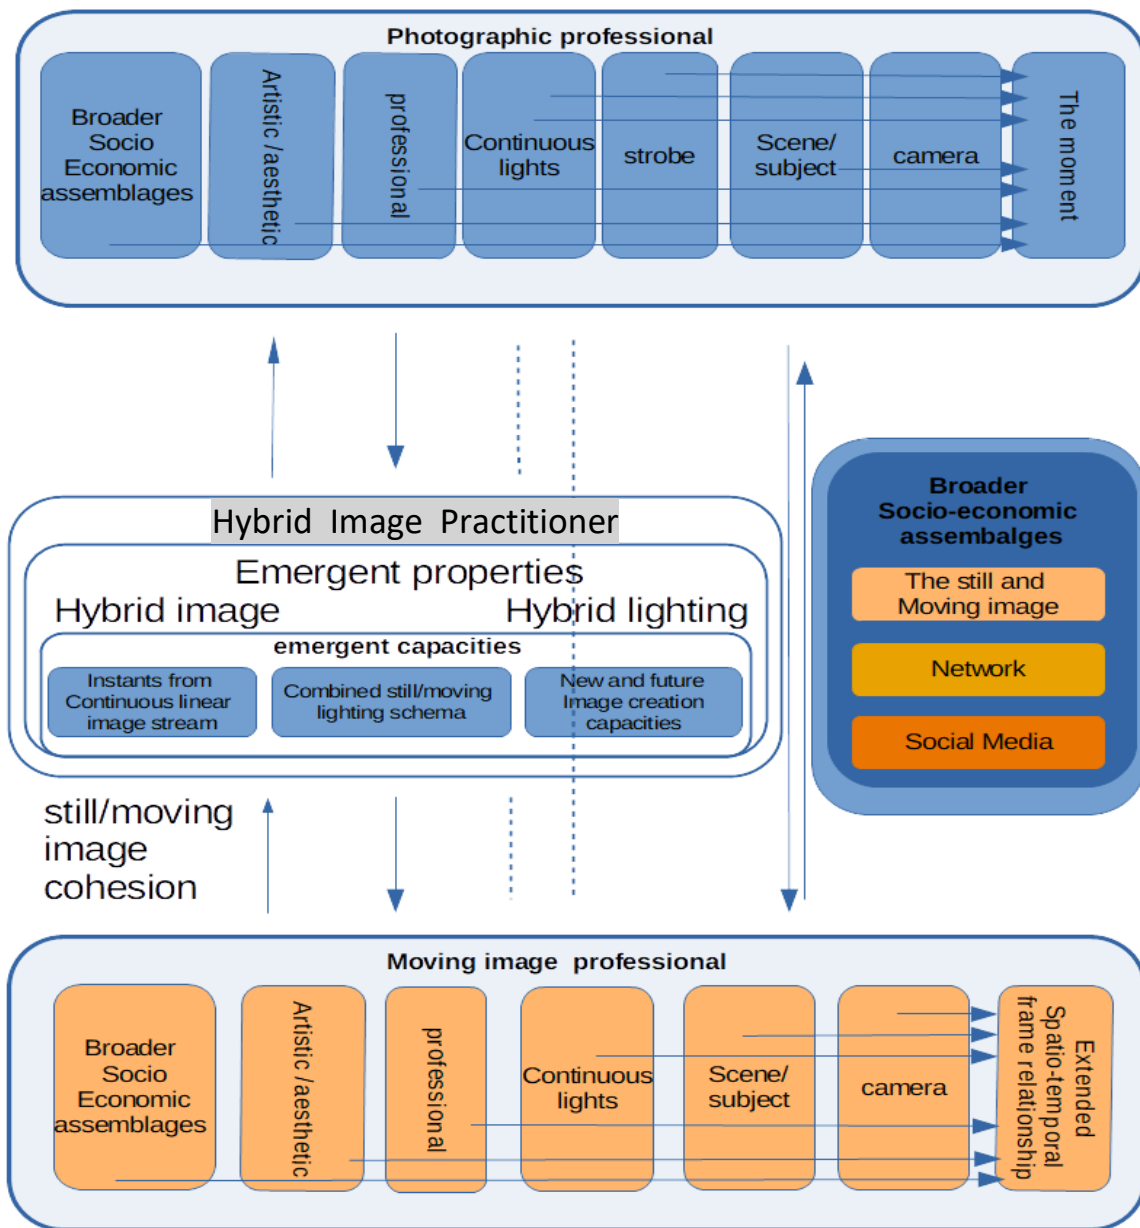 Photographic professional
Broader
Socio
Economic
assemblages
Artistic /aesthetic
professional
Continuous
lights
strobe
Scene/
subject
camera
The moment
Hybrid Image Practitioner
Emergent properties
Hybrid image
Hybrid lighting
emergent capacities
Instants from
Continuous linear
image stream
Combined still/moving
lighting schema
New and future
Image creation
capacities
Broader
Socio-economic
assembalges
The still and
Moving image
Network
Social Media
still/moving
image
cohesion
Moving image professional
Broader
Socio
Economic
assemblages
Artistic /aesthetic
professional
Continuous
lights
Scene/
subject
camera
Extended
Spatio-temporal
frame relationship